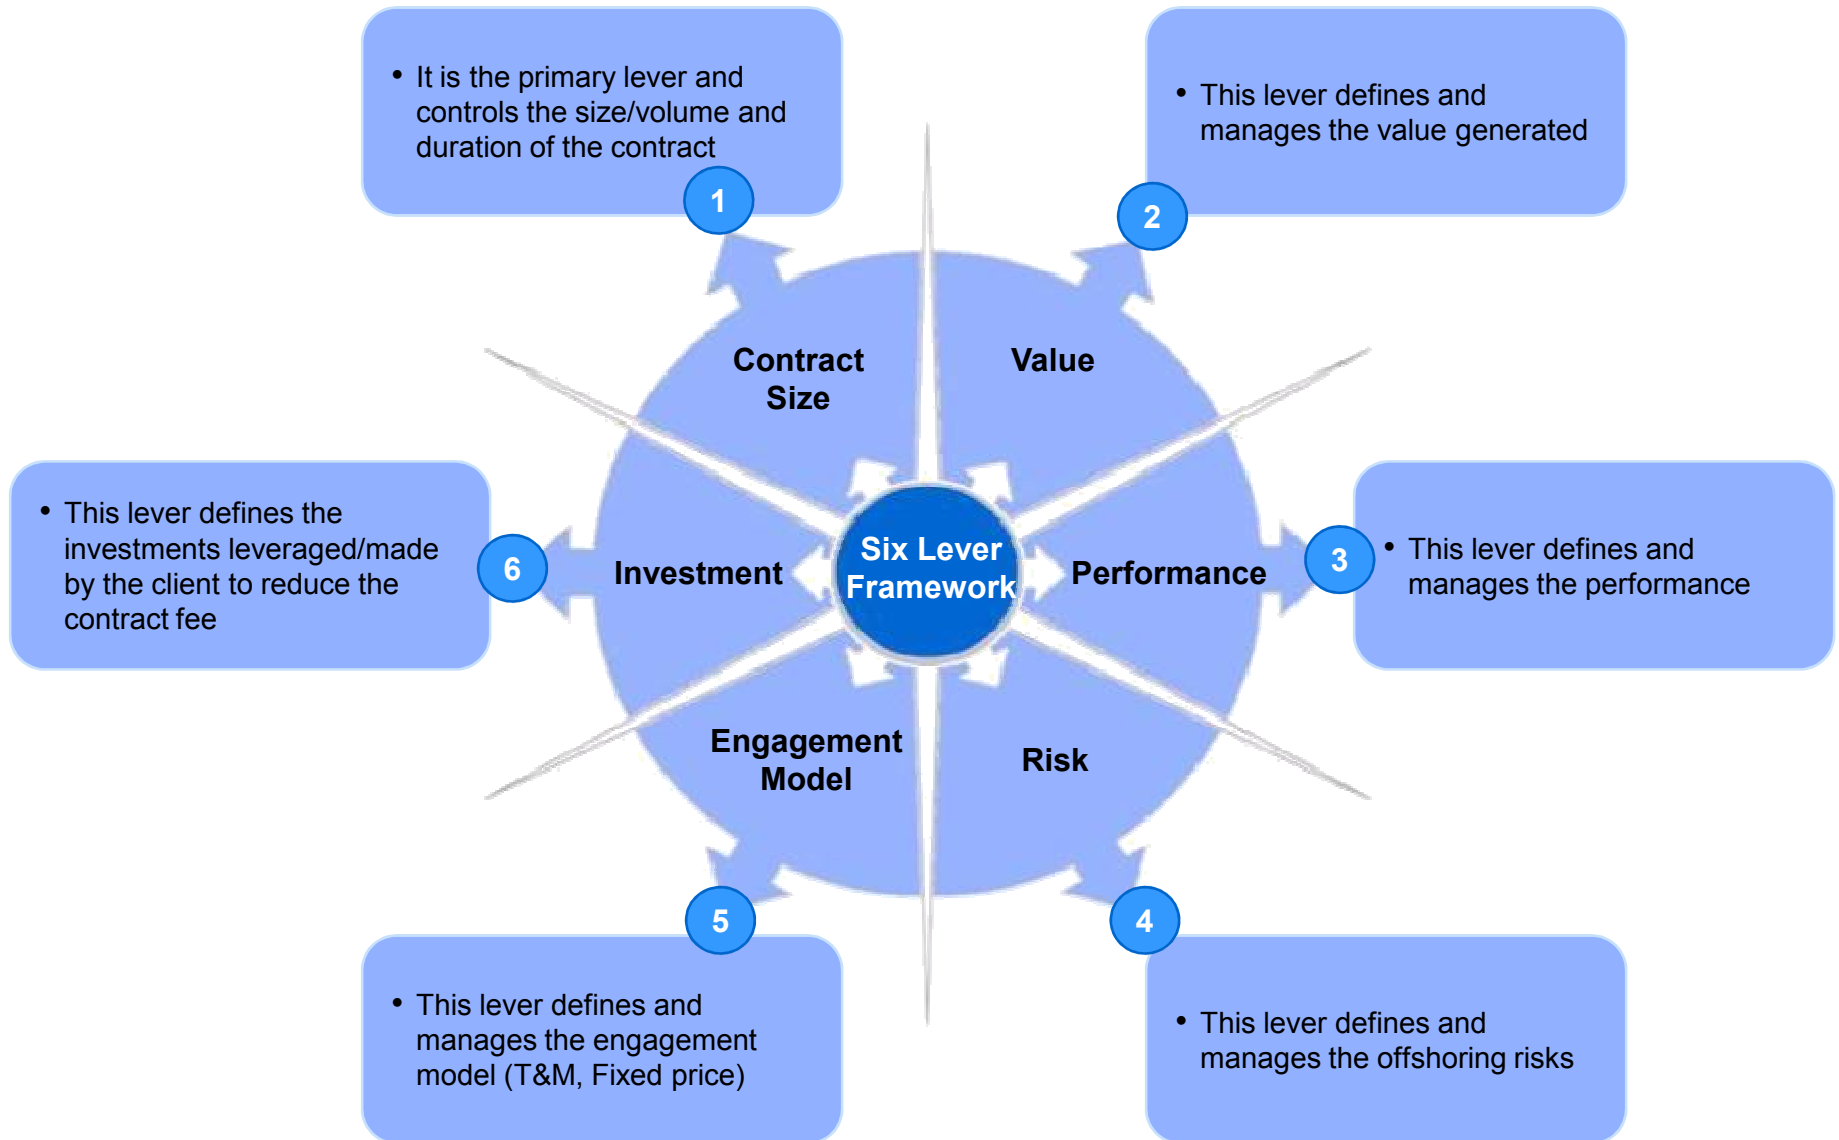 • It is the primary lever and
controls the size/volume and
duration of the contract
1
• This lever defines and
manages the value generated
2
Contract
Size
Value
• This lever defines the
investments leveraged/made
by the client to reduce the
contract fee
6
Investment
Six Lever
Framework
Performance
3
• This lever defines and
manages the performance
Engagement
Model
Risk
5
• This lever defines and
manages the engagement
model (T&M, Fixed price)
4
• This lever defines and
manages the offshoring risks